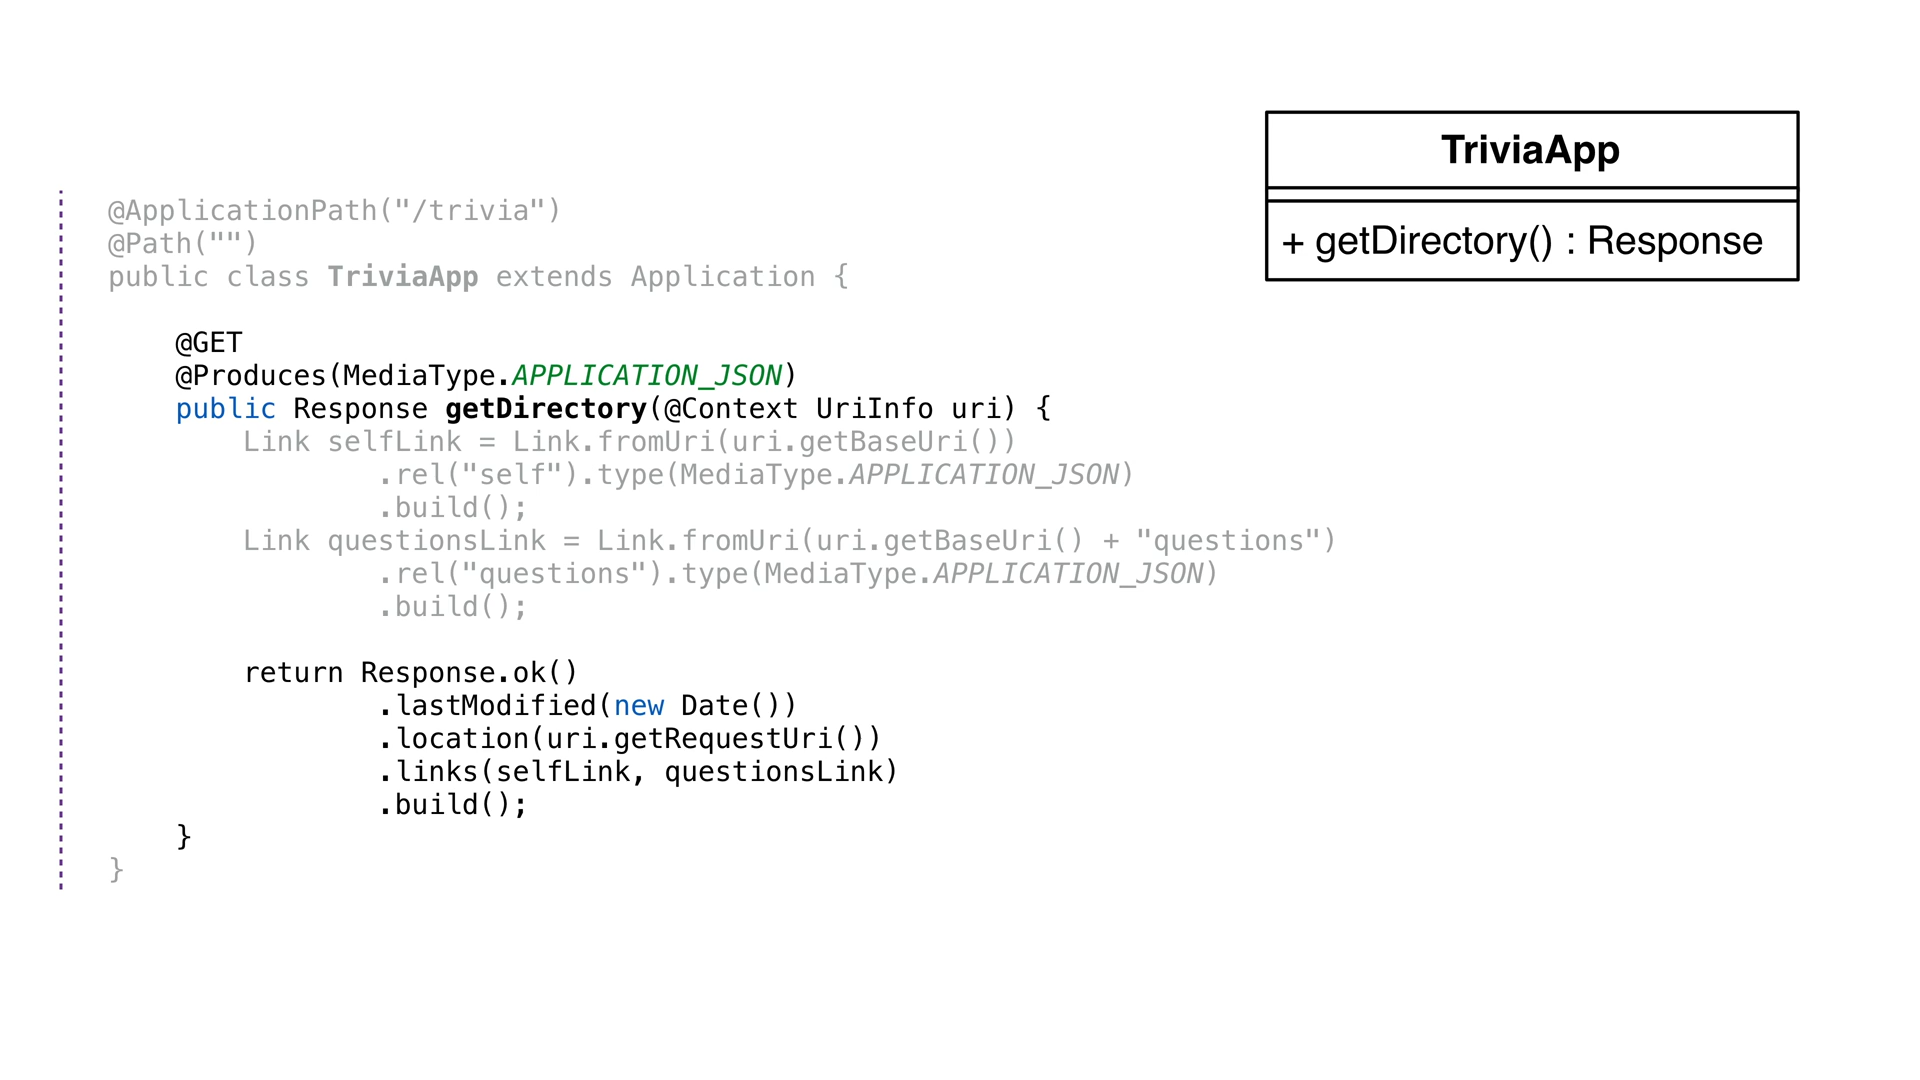 @ApplicationPath("/trivia")
@Path("")
public class TriviaApp extends Application {
    @GET
    @Produces(MediaType.APPLICATION_JSON)
    public Response getDirectory(@Context UriInfo uri) {
        Link selfLink = Link.fromUri(uri.getBaseUri())
                .rel("self").type(MediaType.APPLICATION_JSON)
                .build();
        Link questionsLink = Link.fromUri(uri.getBaseUri() + "questions")
                .rel("questions").type(MediaType.APPLICATION_JSON)
                .build();
        return Response.ok()
                .lastModified(new Date())
                .location(uri.getRequestUri())
                .links(selfLink, questionsLink)
                .build();
    }
}
TriviaApp
+ getDirectory() : Response